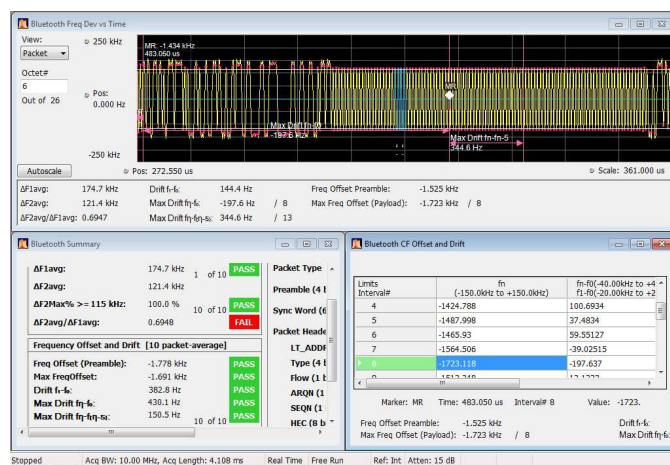 Bluetooth Freq Dev vs Time
View:
Packet
Octet#
6
Out of 26
250 kHz
Pos:
0.000 Hz
-250 kHz
MR: -1.434 kHz
483.050 us
MR
Max Drift fn-f0
-197.6 Hz
Max Drift fn-fn-5
344.6 Hz
Autoscale
Pos: 272.550 us
Scale: 361.000 us
ΔF1avg: 174.7 kHz Drift f₁-f₀: 144.4 Hz Freq Offset Preamble: -1.525 kHz
ΔF2avg: 121.4 kHz Max Drift fn-f₀: -197.6 Hz / 8 Max Freq Offset (Payload): -1.723 kHz / 8
ΔF2avg/ΔF1avg: 0.6947 Max Drift fn-f(n-5): 344.6 Hz / 13
Bluetooth Summary
ΔF1avg: 174.7 kHz 1 of 10 PASS
ΔF2avg: 121.4 kHz
ΔF2Max% >= 115 kHz: 100.0 % 10 of 10 PASS
ΔF2avg/ΔF1avg: 0.6948 FAIL
Frequency Offset and Drift [10 packet-average]
Freq Offset (Preamble): -1.778 kHz PASS
Max FreqOffset: -1.691 kHz PASS
Drift f₁-f₀: 382.8 Hz PASS
Max Drift fn-f₀: 430.1 Hz PASS
Max Drift fn-f(n-5): 150.5 Hz 10 of 10 PASS
Packet Type
Preamble (4 b
Sync Word (6
Packet Heade
LT_ADDR
Type (4 b
Flow (1 b
ARQN (1
SEQN (1
HEC (8 b
Bluetooth CF Offset and Drift
Limits fn fn-f0(-40.00kHz to +4
Interval# (-150.0kHz to +150.0kHz) f1-f0(-20.00kHz to +2
4 -1424.788 100.6934
5 -1487.998 37.4834
6 -1465.93 59.55127
7 -1564.506 -39.02515
8 -1723.118 -197.637
Marker: MR Time: 483.050 us Interval# 8 Value: -1723.
Freq Offset Preamble: -1.525 kHz Drift f₁-f₀:
Max Freq Offset (Payload): -1.723 kHz / 8 Max Drift fn-f₀:
Stopped Acq BW: 10.00 MHz, Acq Length: 4.108 ms Real Time Free Run Ref: Int Atten: 15 dB